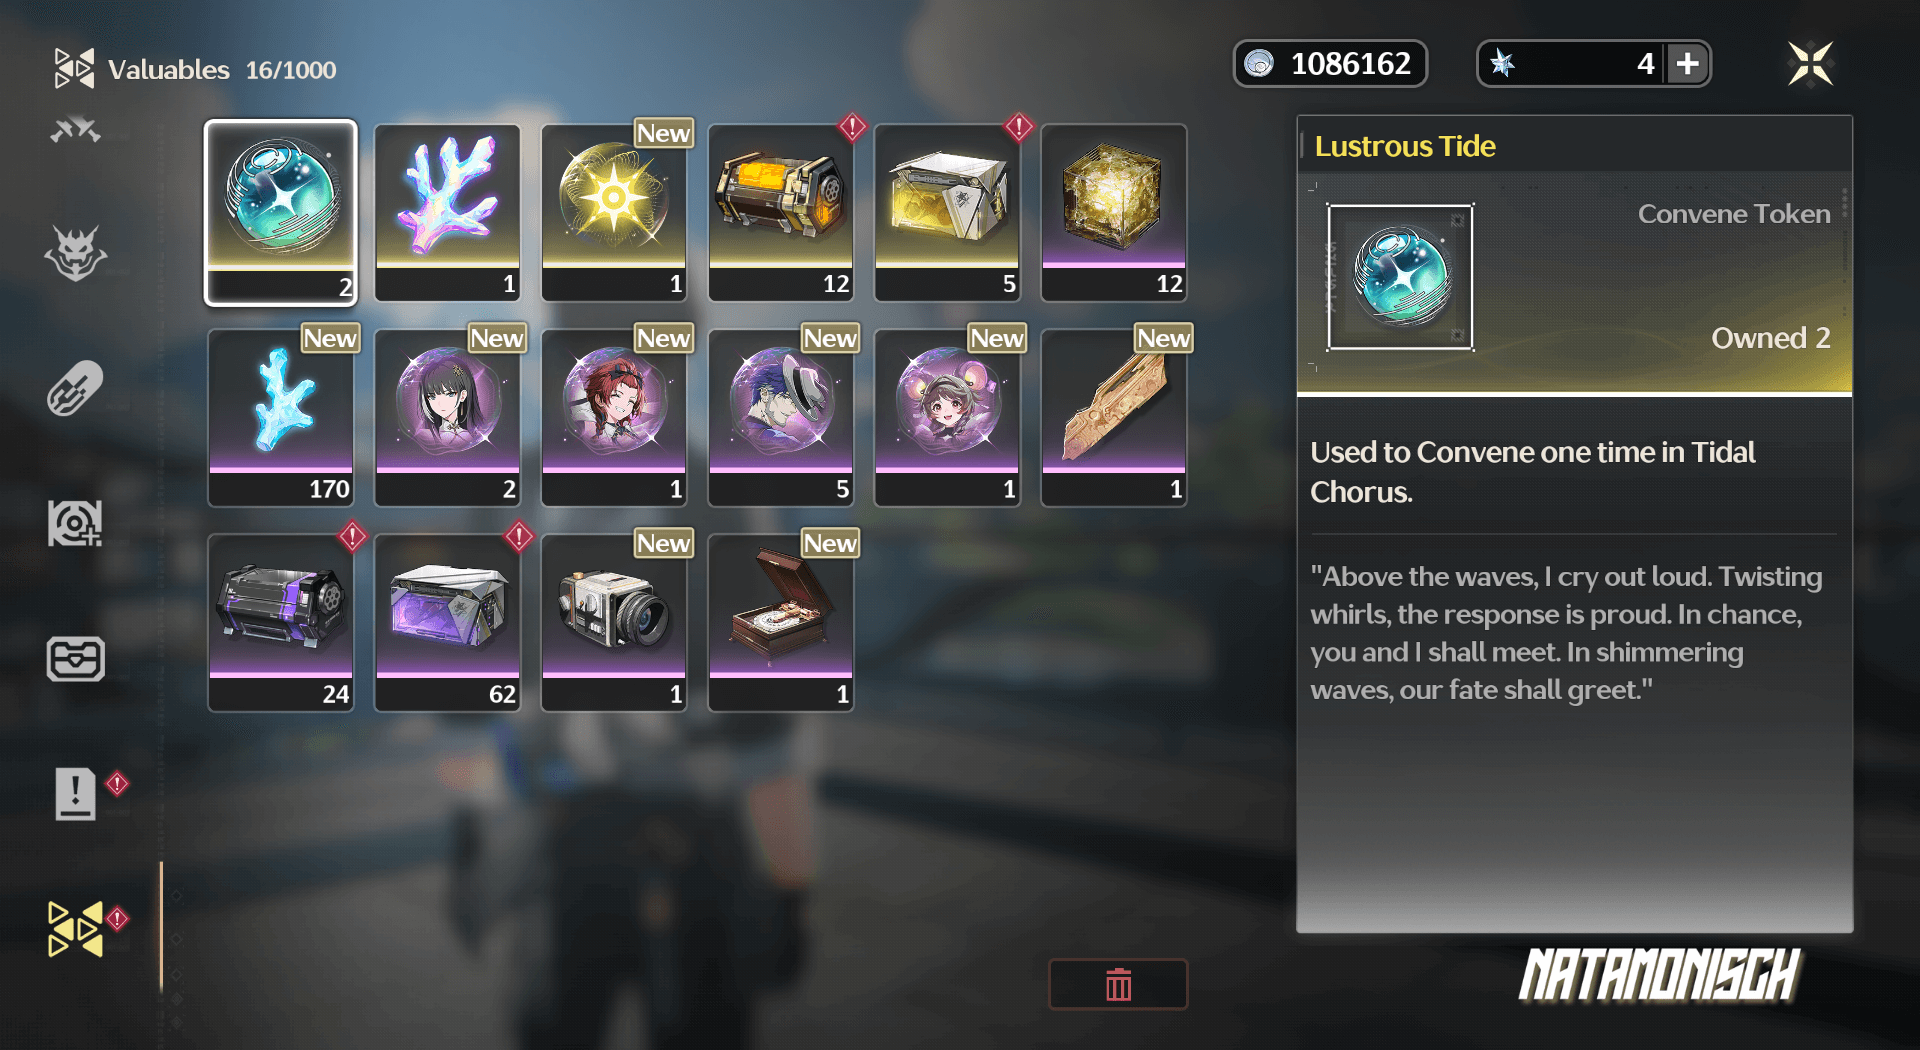 Valuables 16/1000
1086162
4
2
1
New
1
12
5
12
New
170
New
2
New
1
New
5
New
1
New
1
24
62
New
1
New
1
Lustrous Tide
Convene Token
Owned 2
Used to Convene one time in Tidal
Chorus.
"Above the waves, I cry out loud. Twisting
whirls, the response is proud. In chance,
you and I shall meet. In shimmering
waves, our fate shall greet."
NATAMONISCH